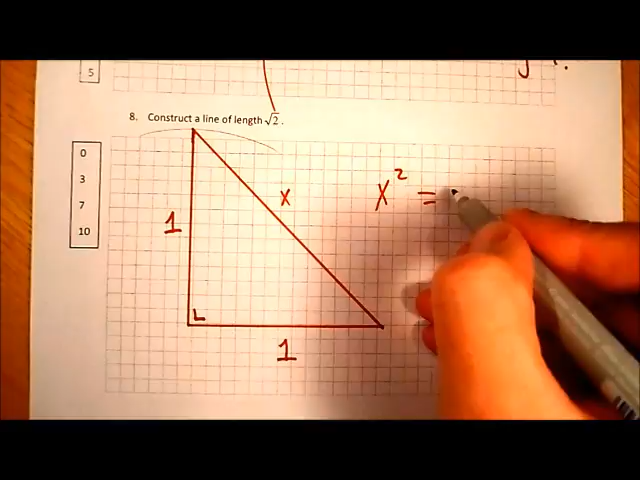 5
8. Construct a line of length √2.
0
3
7
10
1
x
x² =
1